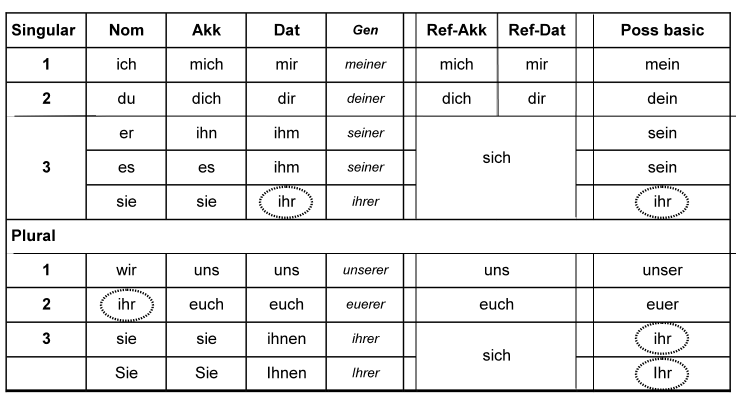 Singular Nom Akk Dat Gen Ref-Akk Ref-Dat Poss basic
1 ich mich mir meiner mich mir mein
2 du dich dir deiner dich dir dein
er ihn ihm seiner sein
sich
3 es es ihm seiner sein
sie sie ihr ihrer ihr
Plural
1 wir uns uns unserer uns unser
2 ihr euch euch euerer euch euer
3 sie sie ihnen ihrer ihr
sich
Sie Sie Ihnen Ihrer Ihr